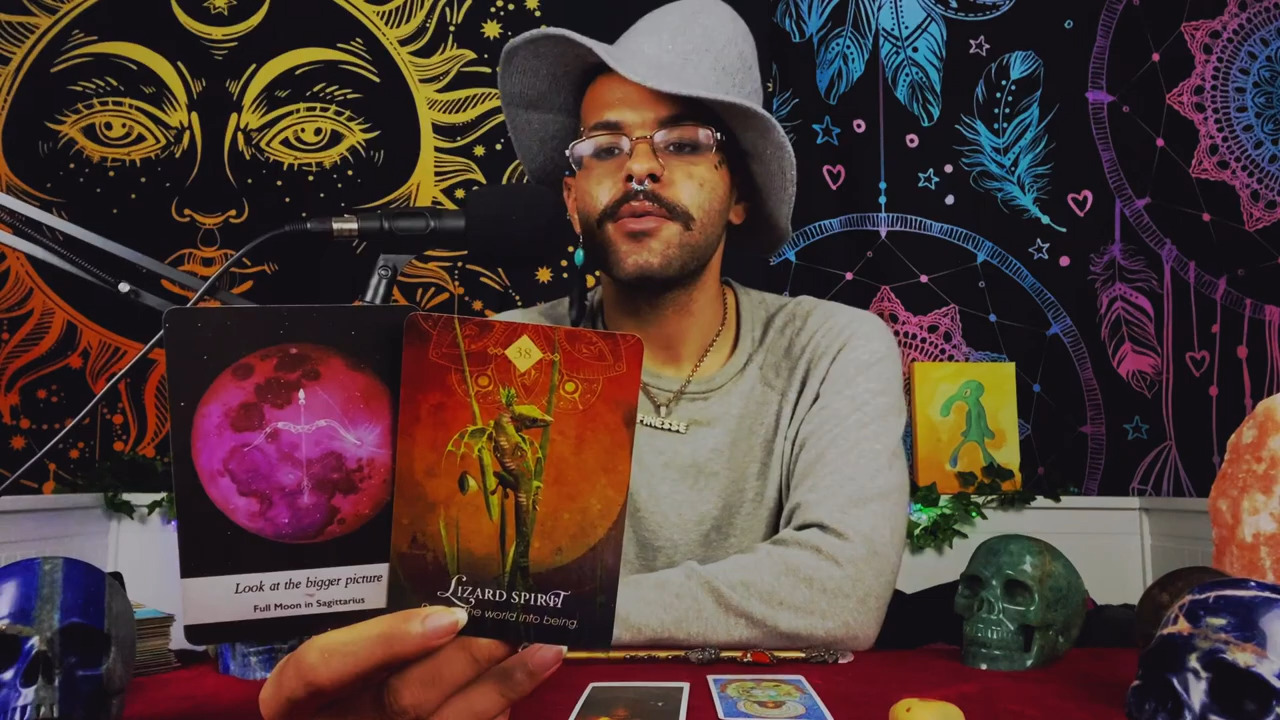 Look at the bigger picture
Full Moon in Sagittarius
38
LIZARD SPIRIT
the world into being.
FINESSE